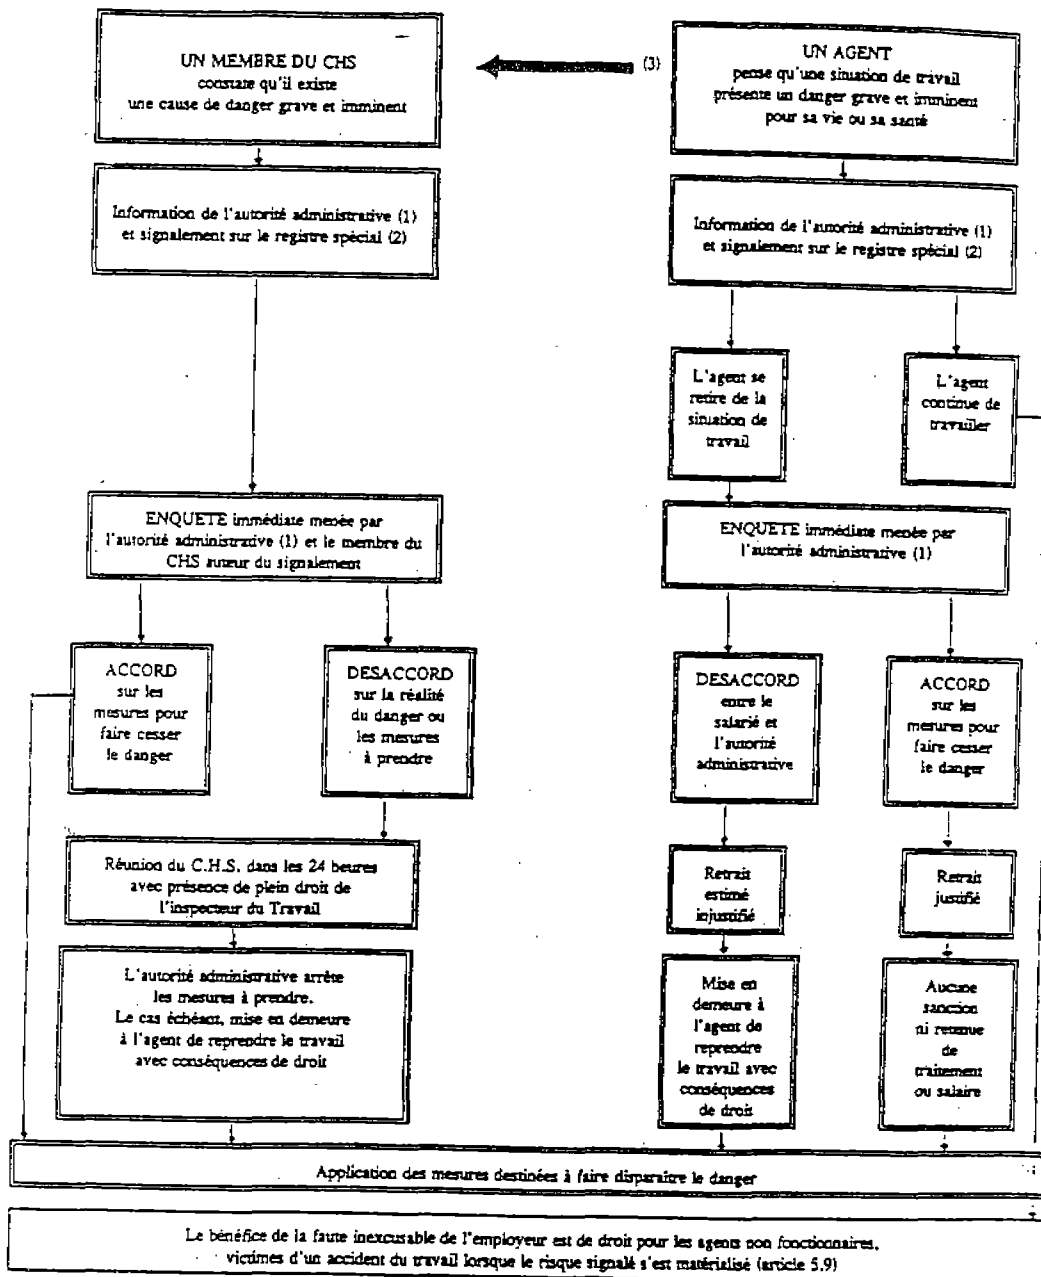 UN MEMBRE DU CHS
constate qu'il existe
une cause de danger grave et imminent
(3)
UN AGENT
pense qu'une situation de travail
présente un danger grave et imminent
pour sa vie ou sa santé
Information de l'autorité administrative (1)
et signalement sur le registre spécial (2)
Information de l'autorité administrative (1)
et signalement sur le registre spécial (2)
L'agent se
retire de la
situation de
travail
L'agent
continue de
travailler
ENQUETE immédiate menée par
l'autorité administrative (1) et le membre du
CHS auteur du signalement
ENQUETE immédiate menée par
l'autorité administrative (1)
ACCORD
sur les
mesures pour
faire cesser
le danger
DESACCORD
sur la réalité
du danger ou
les mesures
à prendre
DESACCORD
entre le
salarié et
l'autorité
administrative
ACCORD
sur les
mesures pour
faire cesser
le danger
Réunion du C.H.S. dans les 24 heures
avec présence de plein droit de
l'inspecteur du Travail
Retrait
estimé
injustifié
Retrait
justifié
L'autorité administrative arrête
les mesures à prendre.
Le cas échéant, mise en demeure
à l'agent de reprendre le travail
avec conséquences de droit
Mise en
demeure à
l'agent de
reprendre
le travail avec
conséquences
de droit
Aucune
sanction
ni retenue
de
traitement
ou salaire
Application des mesures destinées à faire disparaître le danger
Le bénéfice de la faute inexcusable de l'employeur est de droit pour les agents non fonctionnaires,
victimes d'un accident du travail lorsque le risque signalé s'est matérialisé (article 5.9)